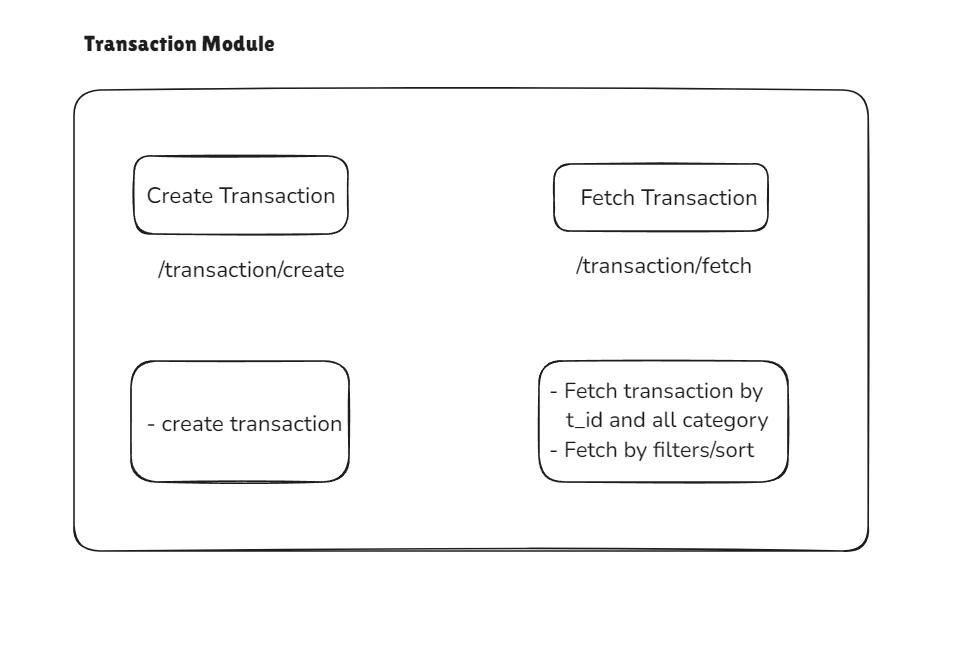 Transaction Module
Create Transaction
Fetch Transaction
/transaction/create
/transaction/fetch
- create transaction
- Fetch transaction by
t_id and all category
- Fetch by filters/sort